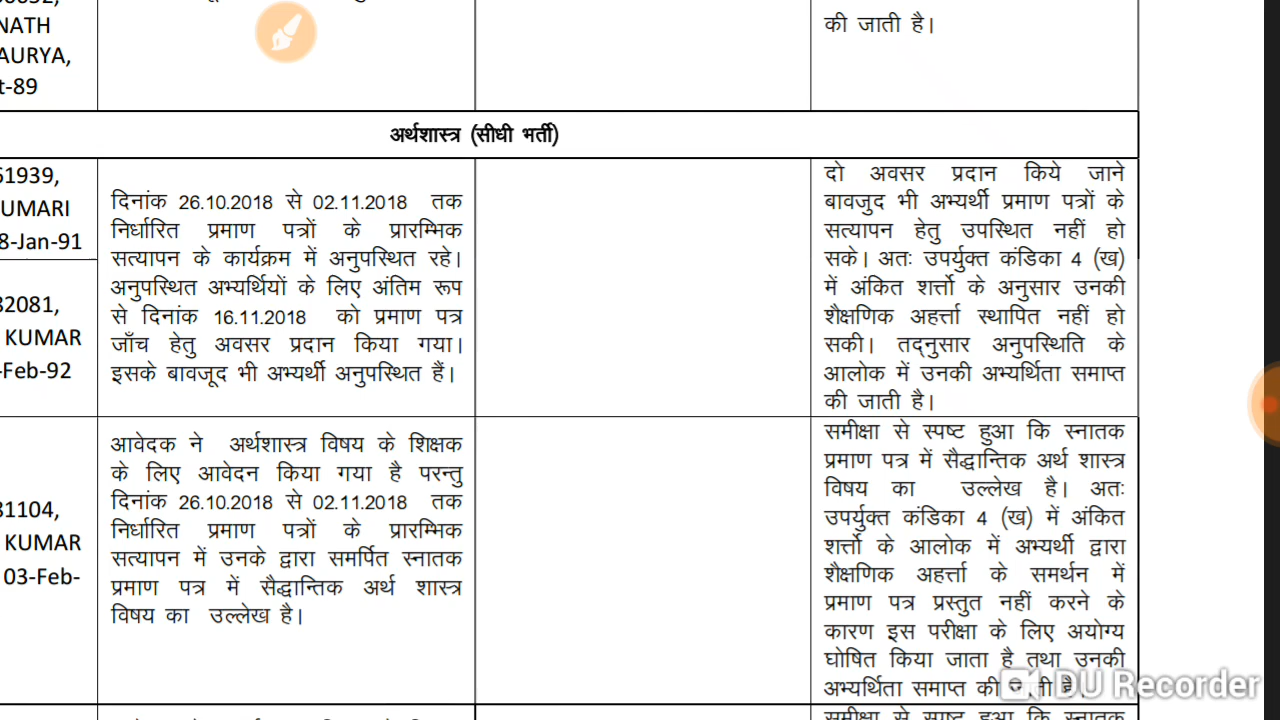 NATH
AURYA,
t-89
की जाती है।
अर्थशास्त्र (सीधी भर्ती)
61939,
UMARI
8-Jan-91
82081,
KUMAR
-Feb-92
दिनांक 26.10.2018 से 02.11.2018 तक
निर्धारित प्रमाण पत्रों के प्रारम्भिक
सत्यापन के कार्यक्रम में अनुपस्थित रहे।
अनुपस्थित अभ्यर्थियों के लिए अंतिम रूप
से दिनांक 16.11.2018 को प्रमाण पत्र
जाँच हेतु अवसर प्रदान किया गया।
इसके बावजूद भी अभ्यर्थी अनुपस्थित हैं।
दो अवसर प्रदान किये जाने
बावजुद भी अभ्यर्थी प्रमाण पत्रों के
सत्यापन हेतु उपस्थित नहीं हो
सके। अतः उपर्युक्त कंडिका 4 (ख)
में अंकित शर्त्तो के अनुसार उनकी
शैक्षणिक अहर्त्ता स्थापित नहीं हो
सकी। तद्नुसार अनुपस्थिति के
आलोक में उनकी अभ्यर्थिता समाप्त
की जाती है।
81104,
KUMAR
03-Feb-
आवेदक ने अर्थशास्त्र विषय के शिक्षक
के लिए आवेदन किया गया है परन्तु
दिनांक 26.10.2018 से 02.11.2018 तक
निर्धारित प्रमाण पत्रों के प्रारम्भिक
सत्यापन में उनके द्वारा समर्पित स्नातक
प्रमाण पत्र में सैद्धान्तिक अर्थ शास्त्र
विषय का उल्लेख है।
समीक्षा से स्पष्ट हुआ कि स्नातक
प्रमाण पत्र में सैद्धान्तिक अर्थ शास्त्र
विषय का उल्लेख है। अतः
उपर्युक्त कंडिका 4 (ख) में अंकित
शर्त्तो के आलोक में अभ्यर्थी द्वारा
शैक्षणिक अहर्त्ता के समर्थन में
प्रमाण पत्र प्रस्तुत नहीं करने के
कारण इस परीक्षा के लिए अयोग्य
घोषित किया जाता है तथा उनकी
अभ्यर्थिता समाप्त की जाती है।
DU Recorder
समीक्षा से स्पष्ट हुआ कि स्नातक